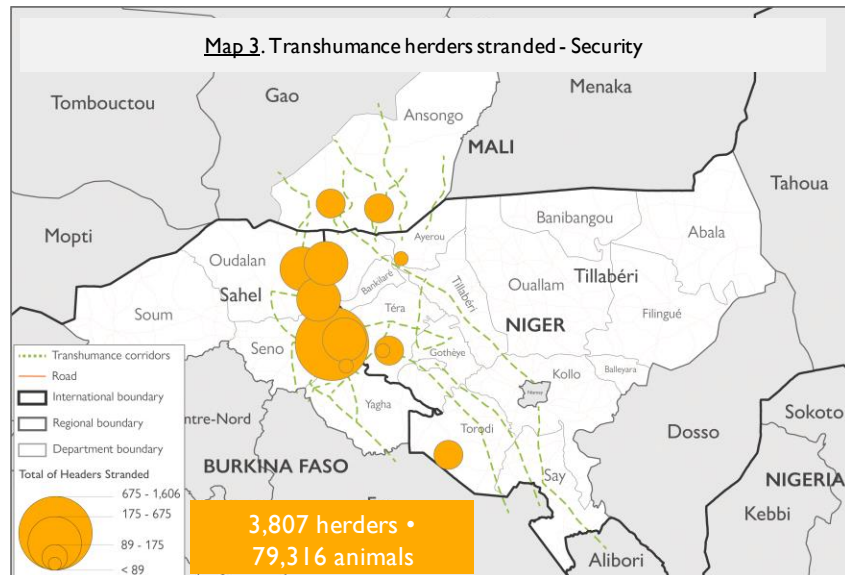 Map 3. Transhumance herders stranded - Security
Tombouctou
Gao
Menaka
Ansongo
MALI
Tahoua
Mopti
Banibangou
Abala
Ayerou
Oudalan
Bankilaré
Tillabéri
Ouallam
Tillabéri
Sahel
Filingué
Soum
Téra
NIGER
Seno
Gothèye
Transhumance corridors
Road
International boundary
Regional boundary
Department boundary
Total of Headers Stranded
675 - 1,606
175 - 675
89 - 175
< 89
Kollo
Balleyara
Niamey
Yagha
ntre-Nord
Torodi
Dosso
Sokoto
BURKINA FASO
Say
NIGERIA
Kebbi
3,807 herders •
79,316 animals
Alibori